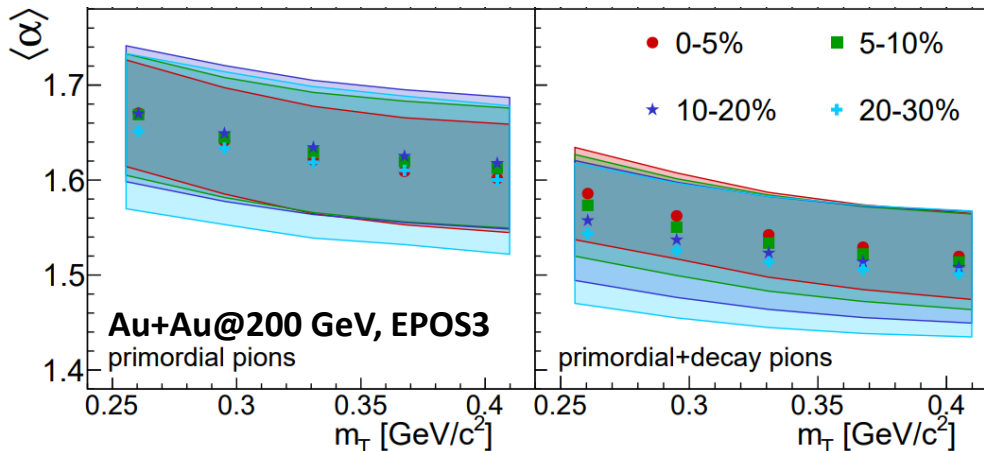 ⟨α⟩
0-5%
5-10%
10-20%
20-30%
1.7
1.6
1.5
1.4
Au+Au@200 GeV, EPOS3
primordial pions
primordial+decay pions
0.25 0.3 0.35 0.4
0.25 0.3 0.35 0.4
m_T [GeV/c²]
m_T [GeV/c²]